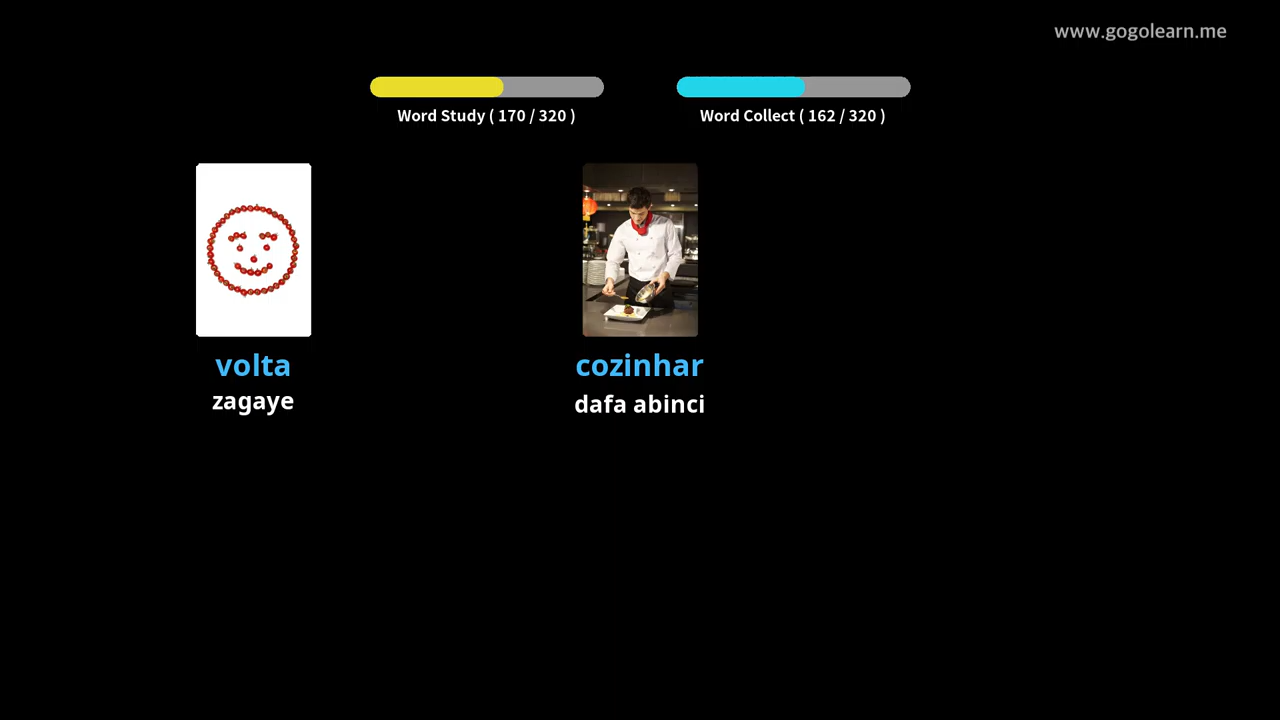 www.gogolearn.me
Word Study ( 170 / 320 )
Word Collect ( 162 / 320 )
volta
zagaye
cozinhar
dafa abinci